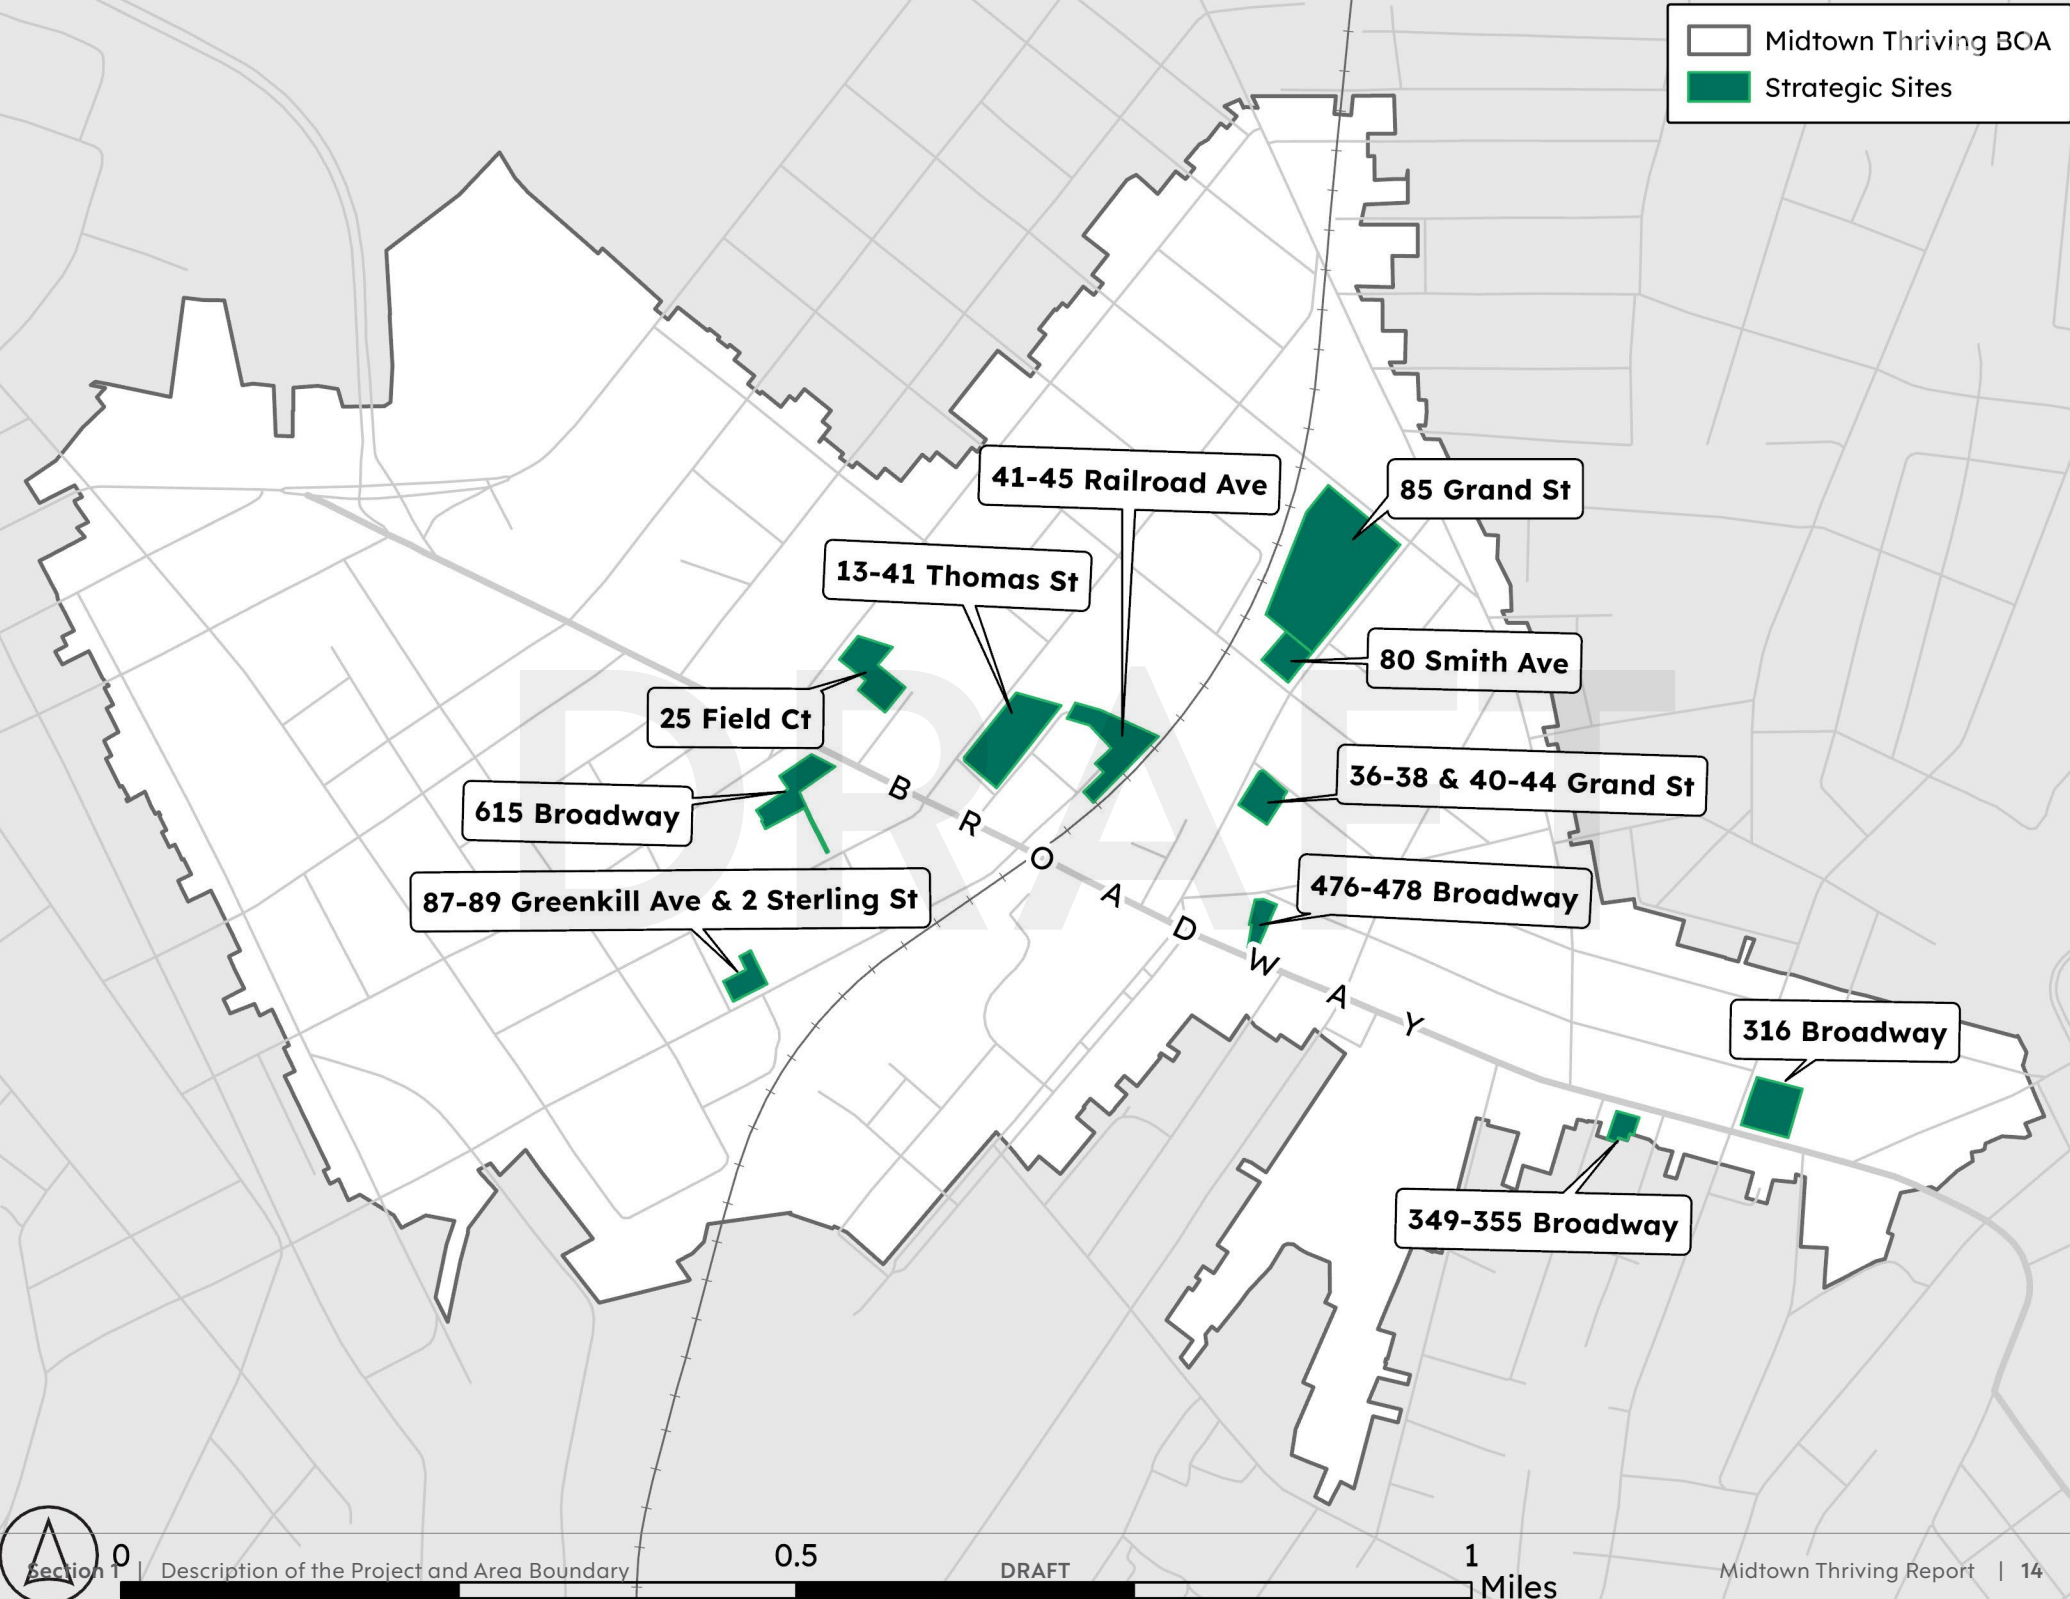 Midtown Thriving BOA
Strategic Sites
41-45 Railroad Ave
85 Grand St
13-41 Thomas St
80 Smith Ave
25 Field Ct
36-38 & 40-44 Grand St
615 Broadway
476-478 Broadway
87-89 Greenkill Ave & 2 Sterling St
BROADWAY
316 Broadway
349-355 Broadway
DRAFT
0 0.5 1
Miles
Section 1 | Description of the Project and Area Boundary DRAFT Midtown Thriving Report | 14